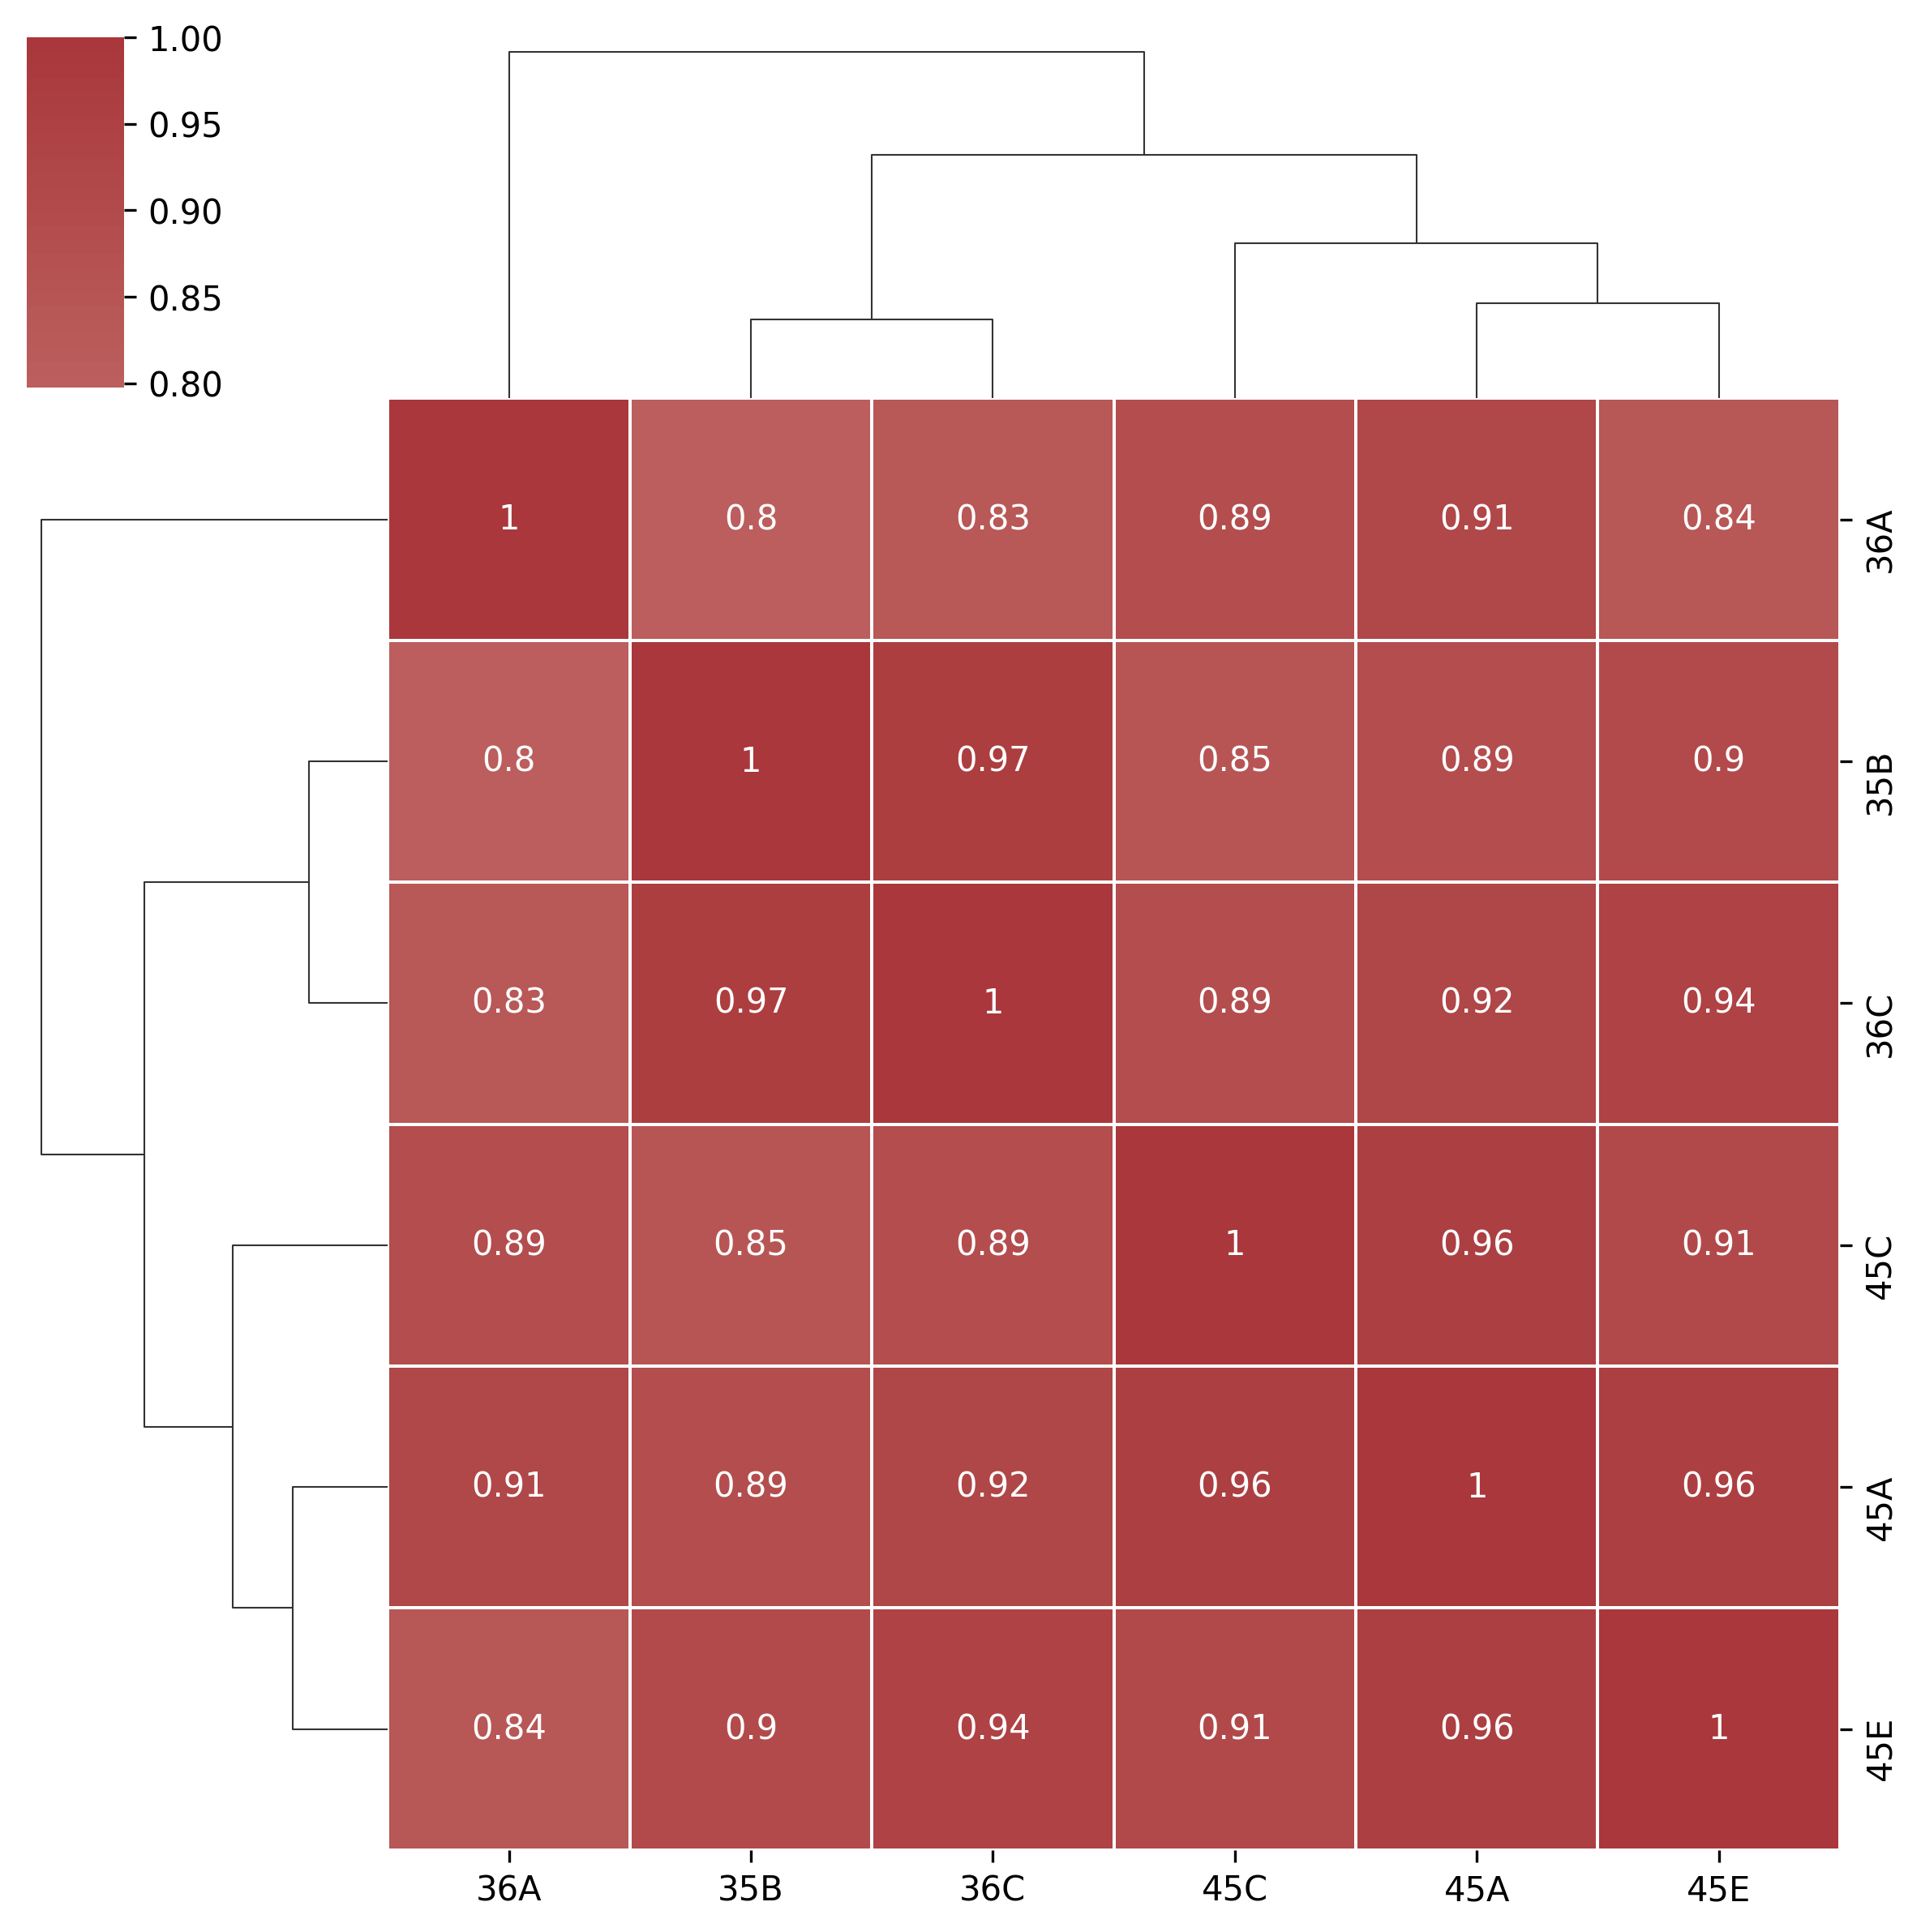 1.00
0.95
0.90
0.85
0.80
1 0.8 0.83 0.89 0.91 0.84 36A
0.8 1 0.97 0.85 0.89 0.9 35B
0.83 0.97 1 0.89 0.92 0.94 36C
0.89 0.85 0.89 1 0.96 0.91 45C
0.91 0.89 0.92 0.96 1 0.96 45A
0.84 0.9 0.94 0.91 0.96 1 45E
36A 35B 36C 45C 45A 45E